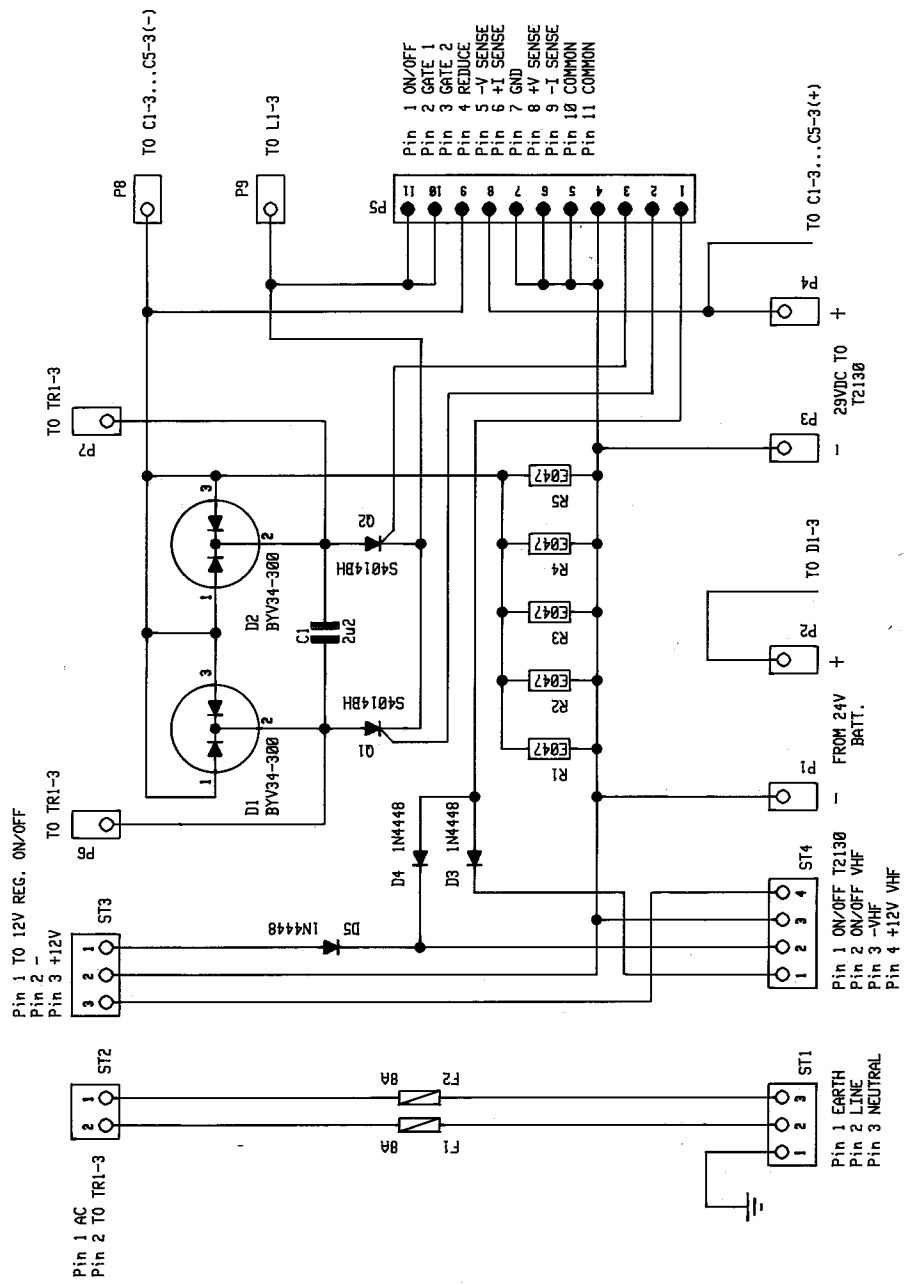 Pin 1 AC
Pin 2 TO TR1-3
ST2
2
1
Pin 1 TO 12V REG. ON/OFF
Pin 2 -
Pin 3 +12V
ST3
3
2
1
TO TR1-3
P6
TO TR1-3
P7
P8
TO C1-3...C5-3(-)
P9
TO L1-3
1
3
2
D1
BYV34-300
1
3
2
D2
BYV34-300
C1
2u2
Q1
S4014BH
Q2
S4014BH
P5
11
10
9
8
7
6
5
4
3
2
1
Pin 1 ON/OFF
Pin 2 GATE 1
Pin 3 GATE 2
Pin 4 REDUCE
Pin 5 -V SENSE
Pin 6 +I SENSE
Pin 7 GND
Pin 8 +V SENSE
Pin 9 -I SENSE
Pin 10 COMMON
Pin 11 COMMON
1N4448
D5
D4
1N4448
D3
1N4448
E047
R1
E047
R2
E047
R3
E047
R4
E047
R5
8A
F1
8A
F2
ST1
1
2
3
Pin 1 EARTH
Pin 2 LINE
Pin 3 NEUTRAL
ST4
1
2
3
4
Pin 1 ON/OFF T2130
Pin 2 ON/OFF VHF
Pin 3 -VHF
Pin 4 +12V VHF
P1
-
FROM 24V
BATT.
P2
+
TO D1-3
P3
-
29VDC TO
T2130
P4
+
TO C1-3...C5-3(+)